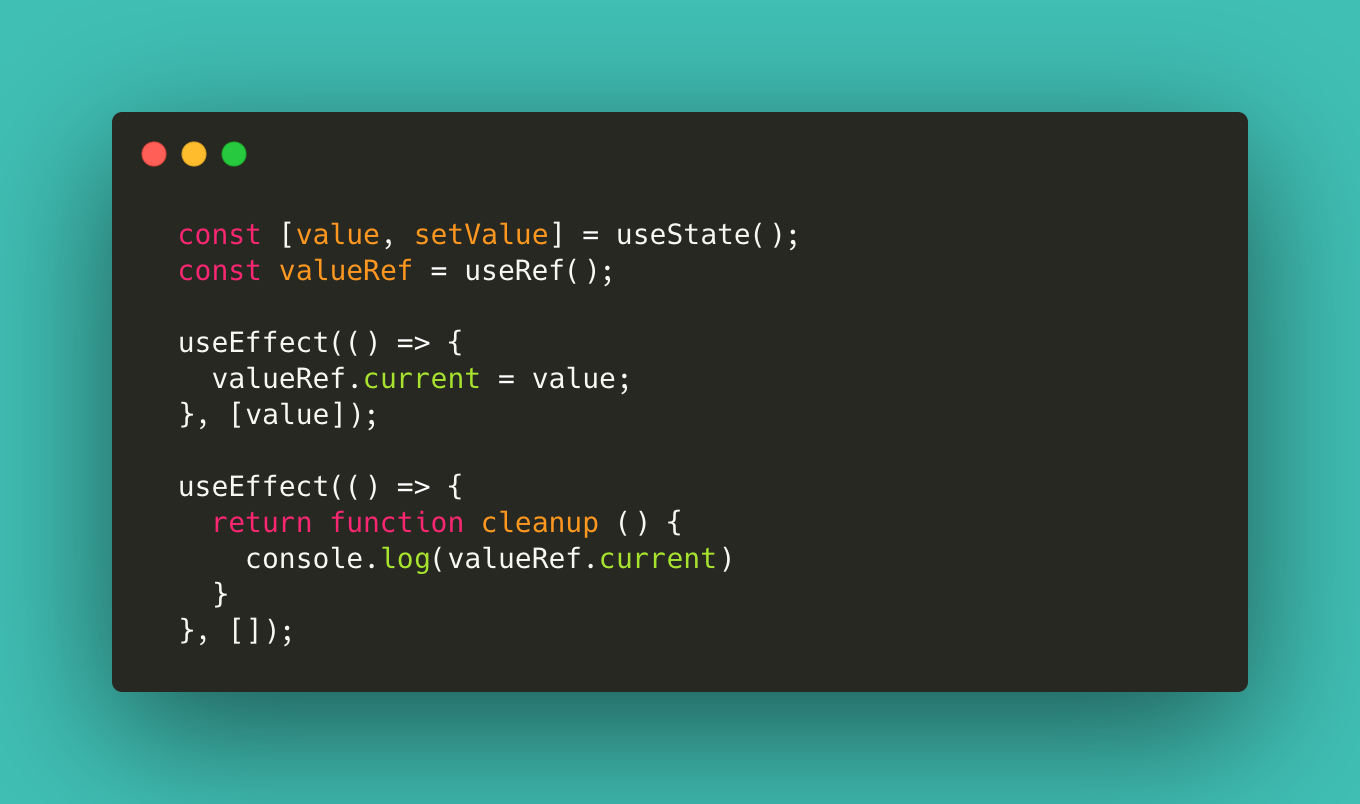 const [value, setValue] = useState();
const valueRef = useRef();

useEffect(() => {
  valueRef.current = value;
}, [value]);

useEffect(() => {
  return function cleanup () {
    console.log(valueRef.current)
  }
}, []);